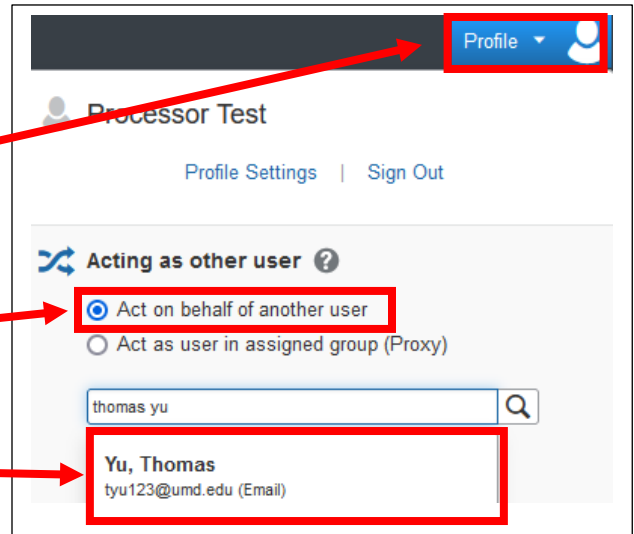 Profile
Processor Test
Profile Settings | Sign Out
Acting as other user ?
Act on behalf of another user
Act as user in assigned group (Proxy)
thomas yu
Yu, Thomas
tyu123@umd.edu (Email)